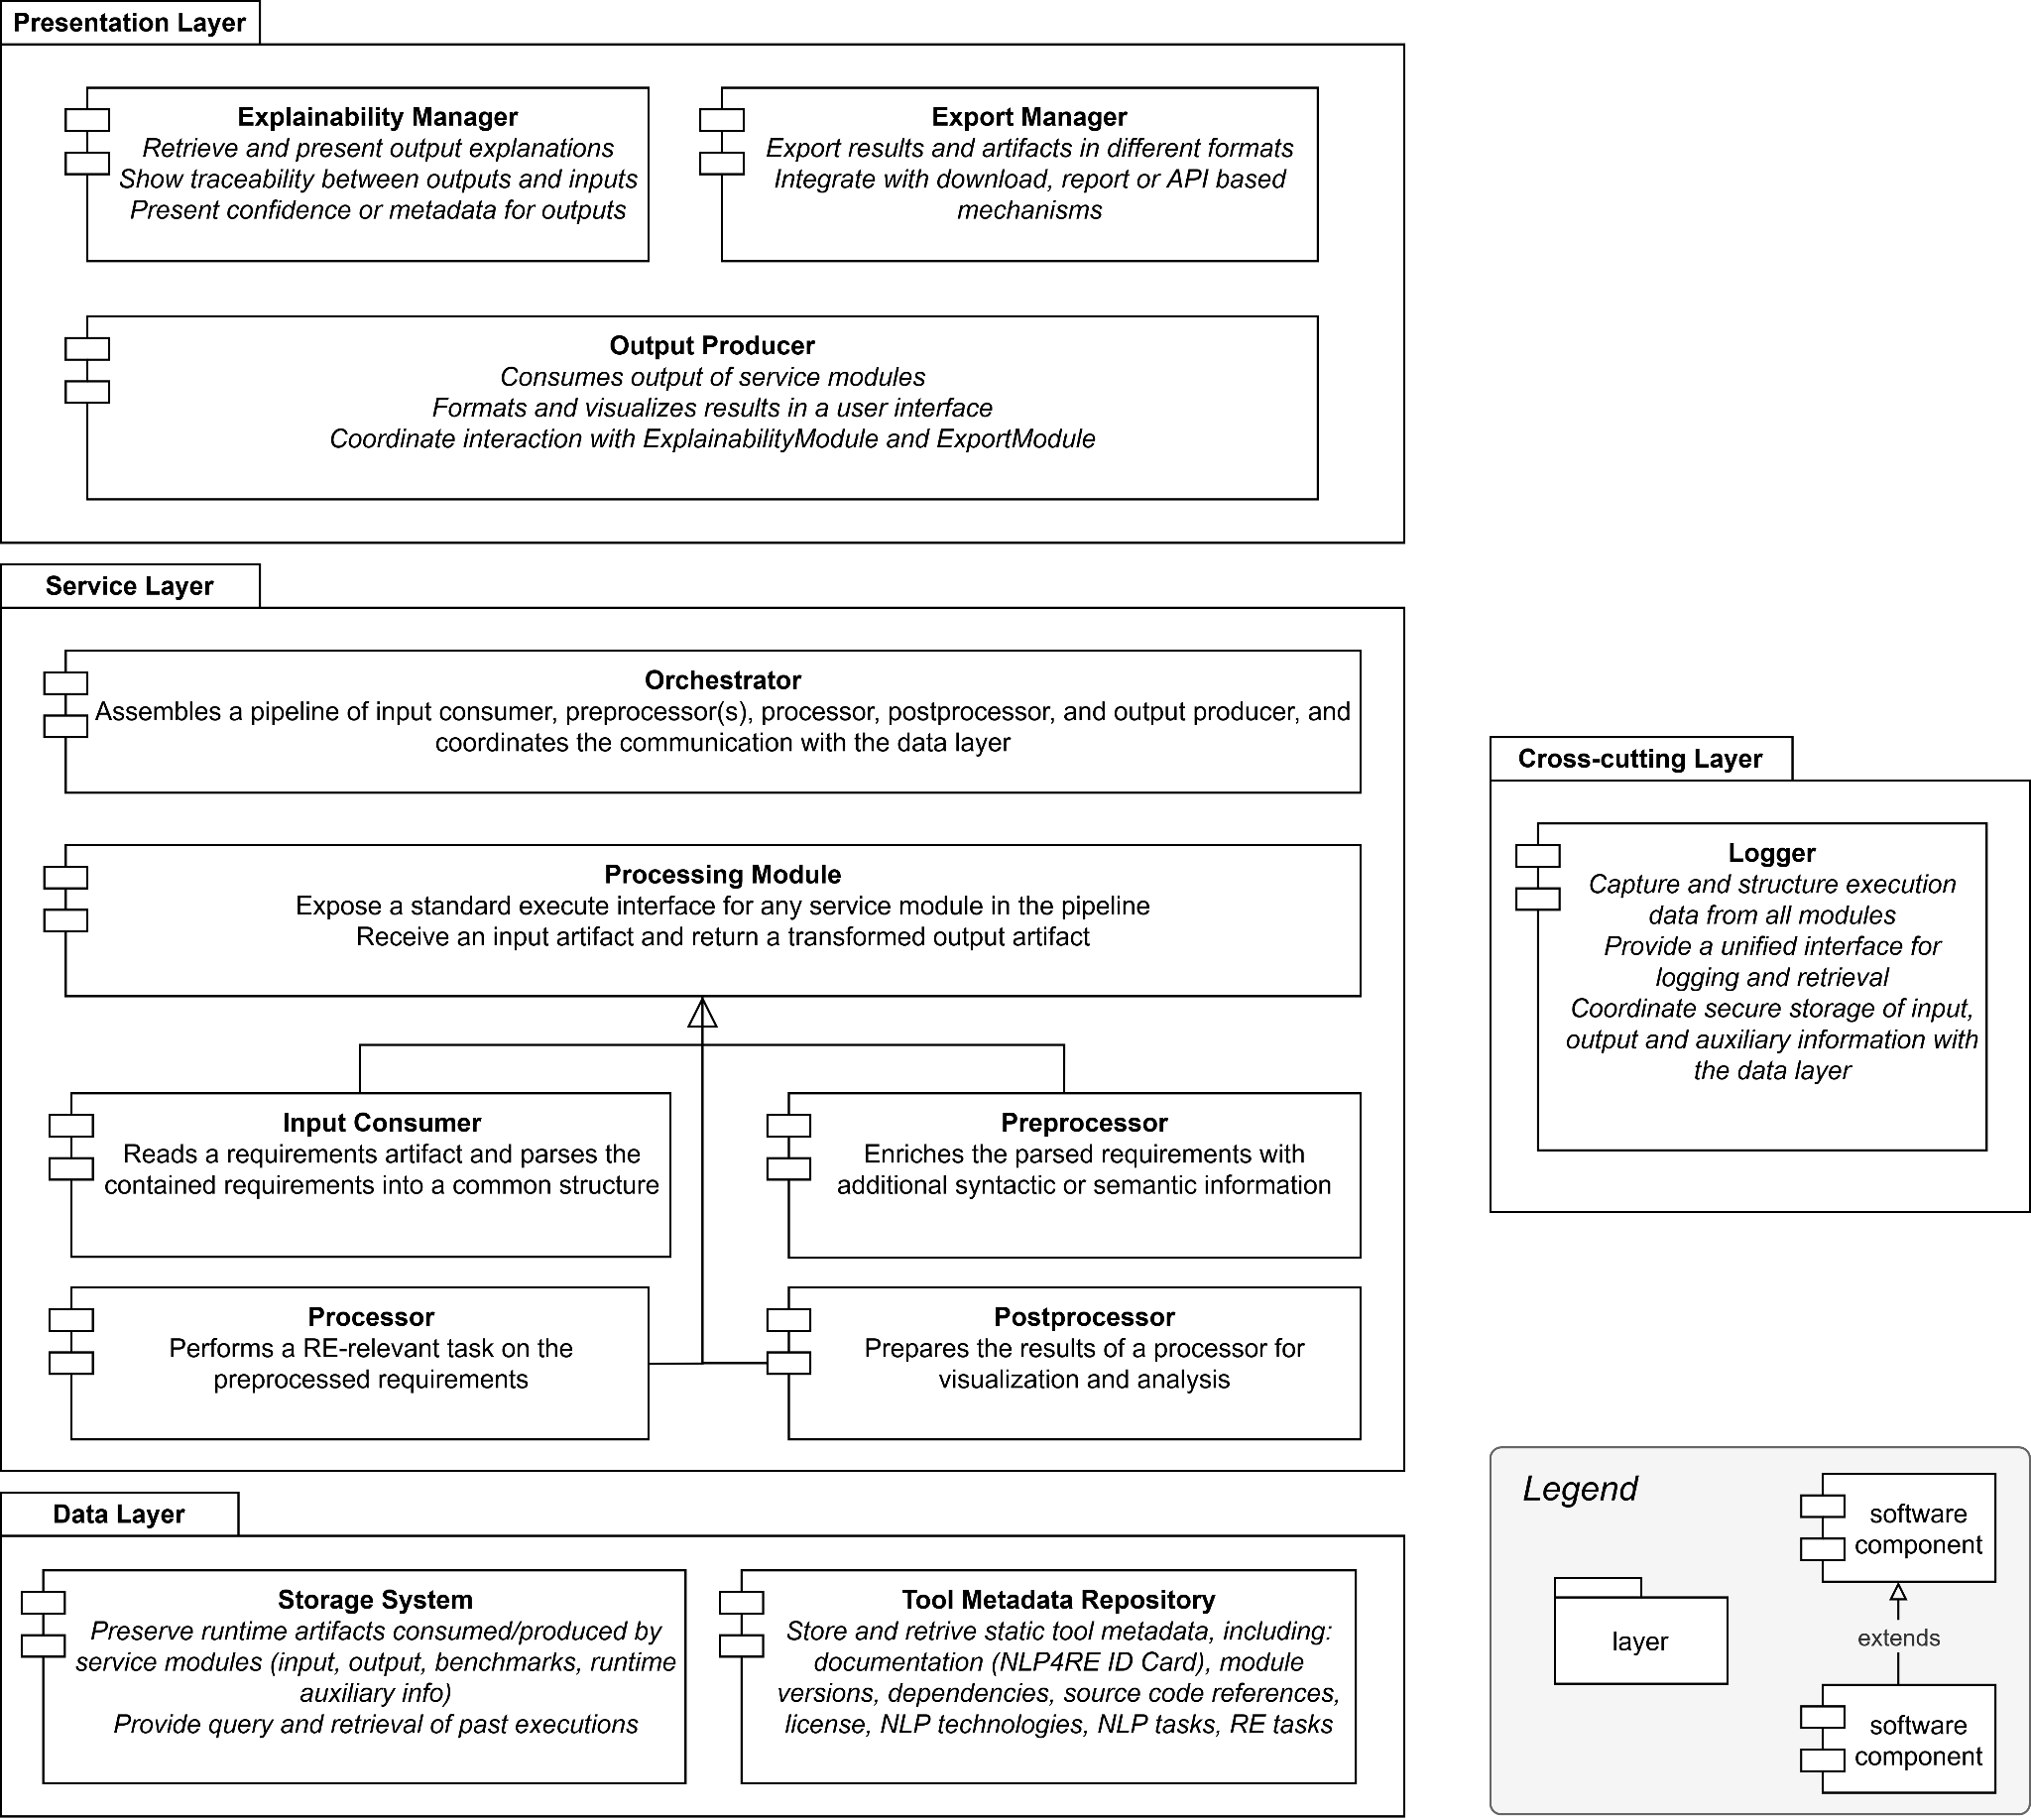 Presentation Layer
Explainability Manager
Retrieve and present output explanations
Show traceability between outputs and inputs
Present confidence or metadata for outputs
Export Manager
Export results and artifacts in different formats
Integrate with download, report or API based
mechanisms
Output Producer
Consumes output of service modules
Formats and visualizes results in a user interface
Coordinate interaction with ExplainabilityModule and ExportModule
Service Layer
Orchestrator
Assembles a pipeline of input consumer, preprocessor(s), processor, postprocessor, and output producer, and
coordinates the communication with the data layer
Processing Module
Expose a standard execute interface for any service module in the pipeline
Receive an input artifact and return a transformed output artifact
Input Consumer
Reads a requirements artifact and parses the
contained requirements into a common structure
Preprocessor
Enriches the parsed requirements with
additional syntactic or semantic information
Processor
Performs a RE-relevant task on the
preprocessed requirements
Postprocessor
Prepares the results of a processor for
visualization and analysis
Cross-cutting Layer
Logger
Capture and structure execution
data from all modules
Provide a unified interface for
logging and retrieval
Coordinate secure storage of input,
output and auxiliary information with
the data layer
Data Layer
Storage System
Preserve runtime artifacts consumed/produced by
service modules (input, output, benchmarks, runtime
auxiliary info)
Provide query and retrieval of past executions
Tool Metadata Repository
Store and retrive static tool metadata, including:
documentation (NLP4RE ID Card), module
versions, dependencies, source code references,
license, NLP technologies, NLP tasks, RE tasks
Legend
layer
software
component
extends
software
component